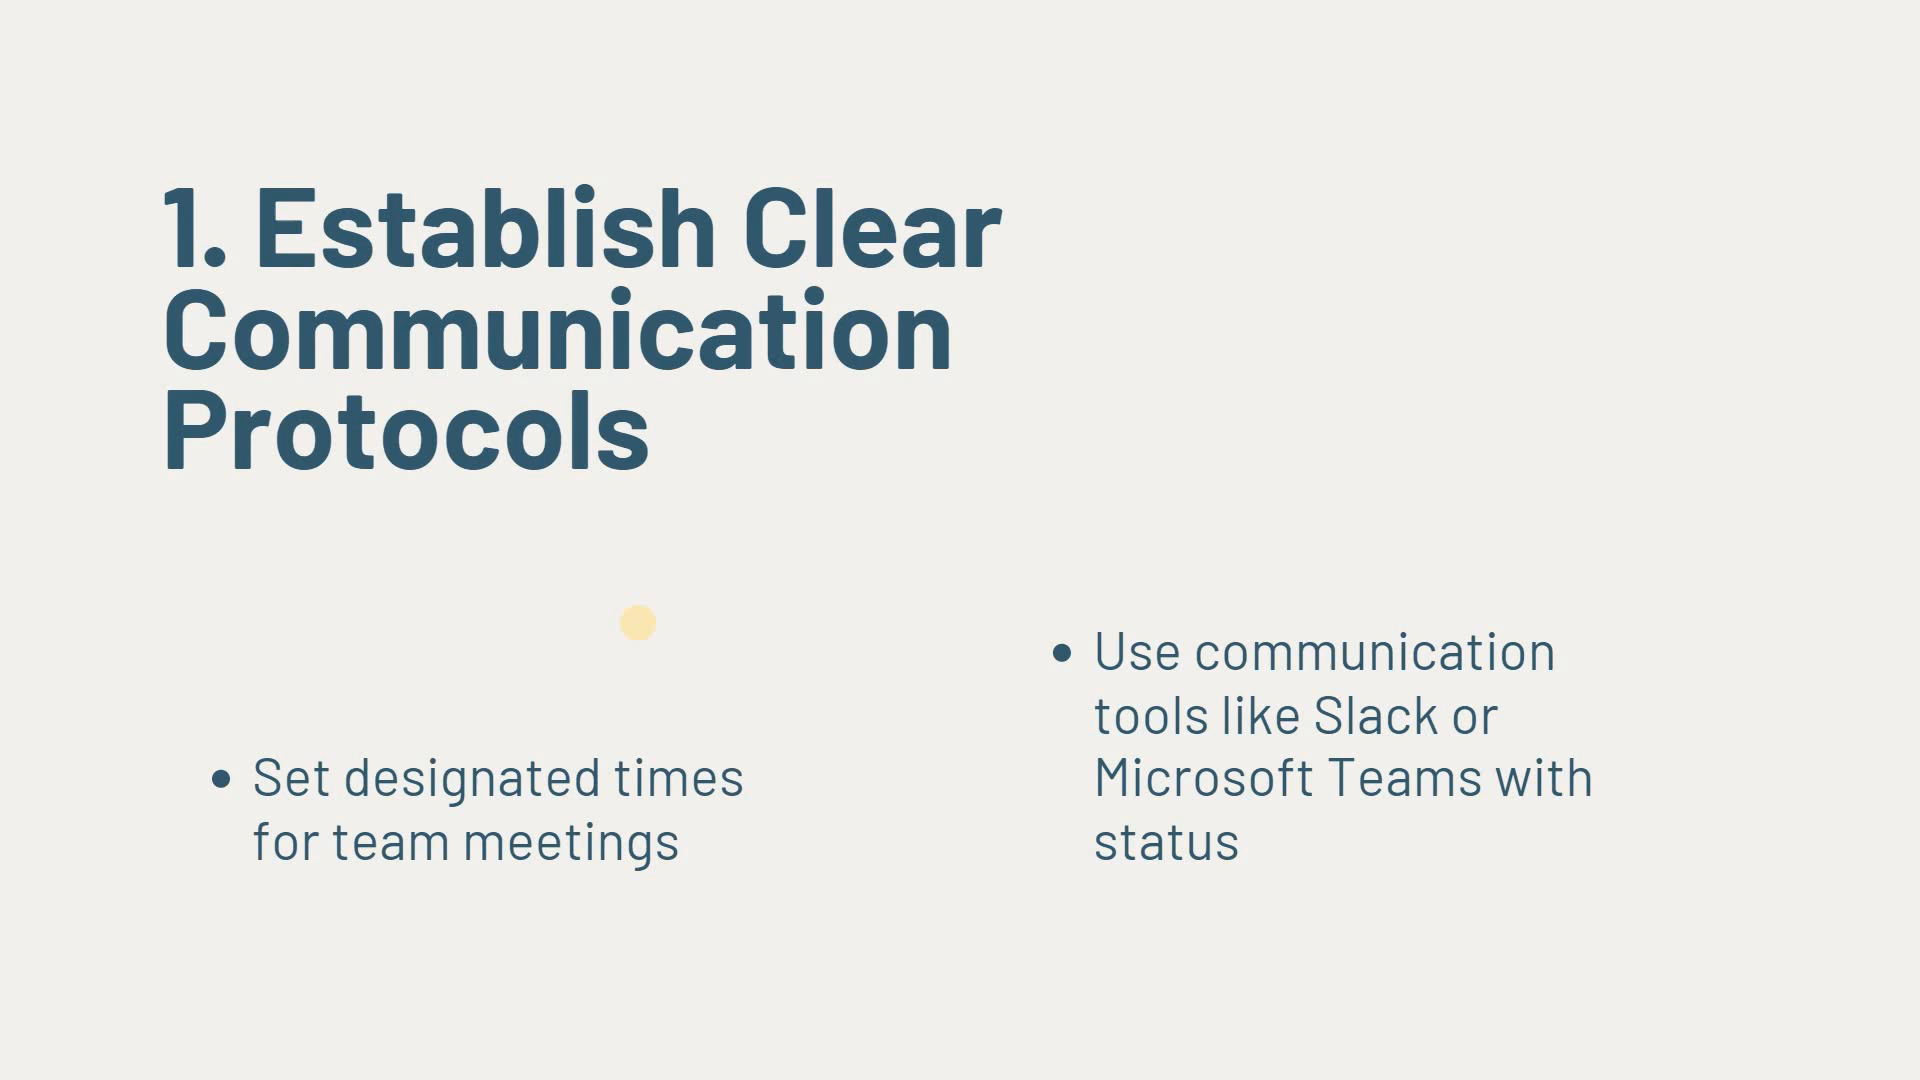 1. Establish Clear
Communication
Protocols
• Set designated times
for team meetings
• Use communication
tools like Slack or
Microsoft Teams with
status